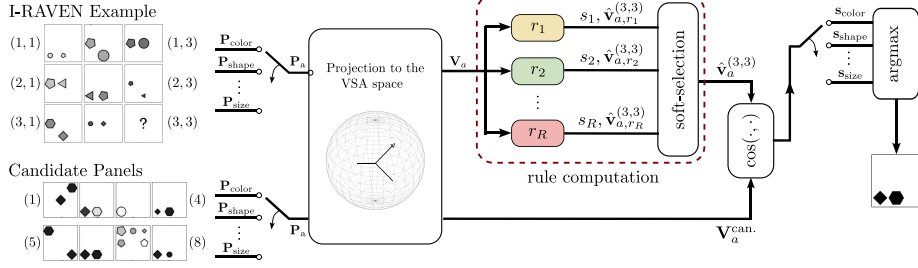 I-RAVEN Example
(1, 1)
(1, 3)
(2, 1)
(2, 3)
(3, 1)
?
(3, 3)
P_color
P_shape
⋮
P_size
P_a
Projection to the
VSA space
V_a
r_1
s_1, v̂_{a,r_1}^{(3,3)}
r_2
s_2, v̂_{a,r_2}^{(3,3)}
⋮
r_R
s_R, v̂_{a,r_R}^{(3,3)}
soft-selection
rule computation
v̂_a^{(3,3)}
cos(·, ·)
s_color
s_shape
⋮
s_size
argmax
Candidate Panels
(1)
(4)
(5)
(8)
P_color
P_shape
⋮
P_size
P_a
V_a^{can.}